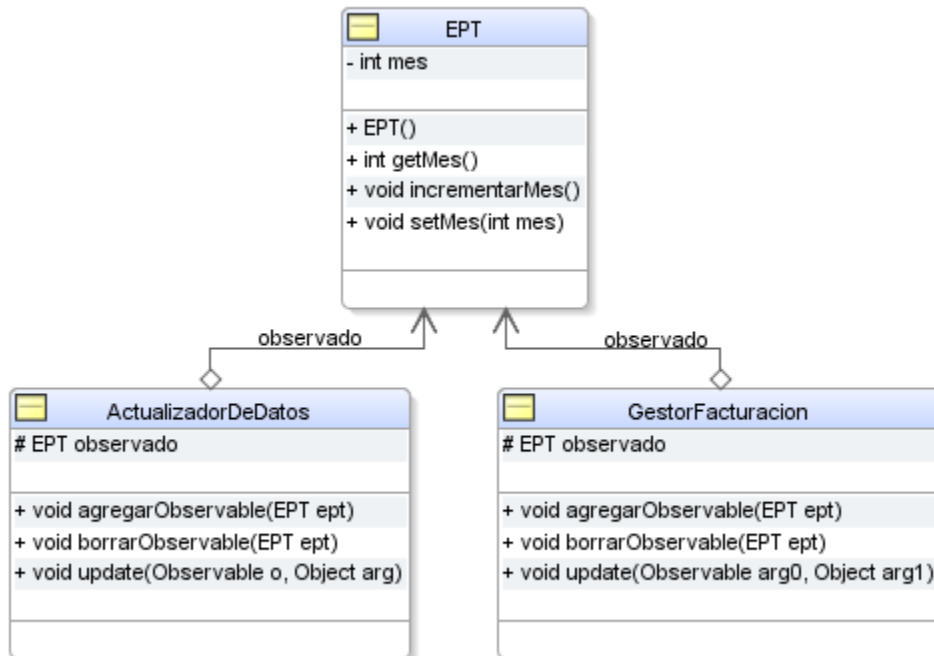 EPT
- int mes
+ EPT()
+ int getMes()
+ void incrementarMes()
+ void setMes(int mes)
observado
observado
ActualizadorDeDatos
# EPT observado
+ void agregarObservable(EPT ept)
+ void borrarObservable(EPT ept)
+ void update(Observable o, Object arg)
GestorFacturacion
# EPT observado
+ void agregarObservable(EPT ept)
+ void borrarObservable(EPT ept)
+ void update(Observable arg0, Object arg1)